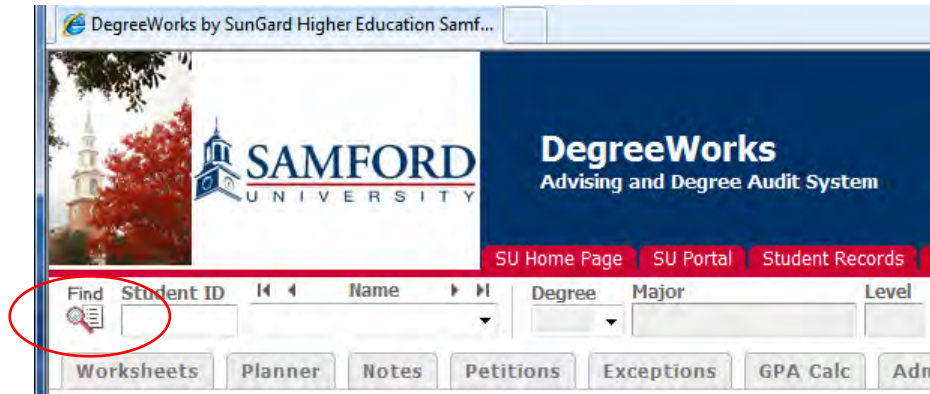 DegreeWorks by SunGard Higher Education Samf...
SAMFORD
UNIVERSITY
DegreeWorks
Advising and Degree Audit System
SU Home Page SU Portal Student Records
Find Student ID Name Degree Major Level
Worksheets Planner Notes Petitions Exceptions GPA Calc